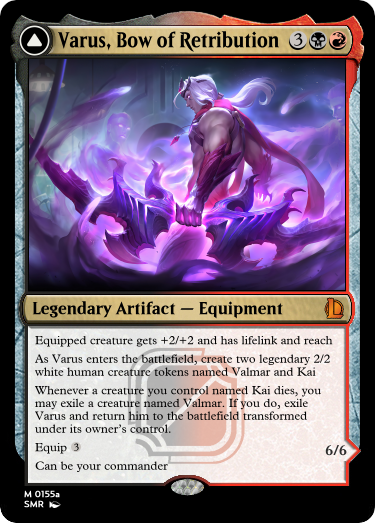 Varus, Bow of Retribution 3
Legendary Artifact — Equipment
Equipped creature gets +2/+2 and has lifelink and reach
As Varus enters the battlefield, create two legendary 2/2
white human creature tokens named Valmar and Kai
Whenever a creature you control named Kai dies, you
may exile a creature named Valmar. If you do, exile
Varus and return him to the battlefield transformed
under its owner's control.
Equip 3
Can be your commander
6/6
M 0155a
SMR